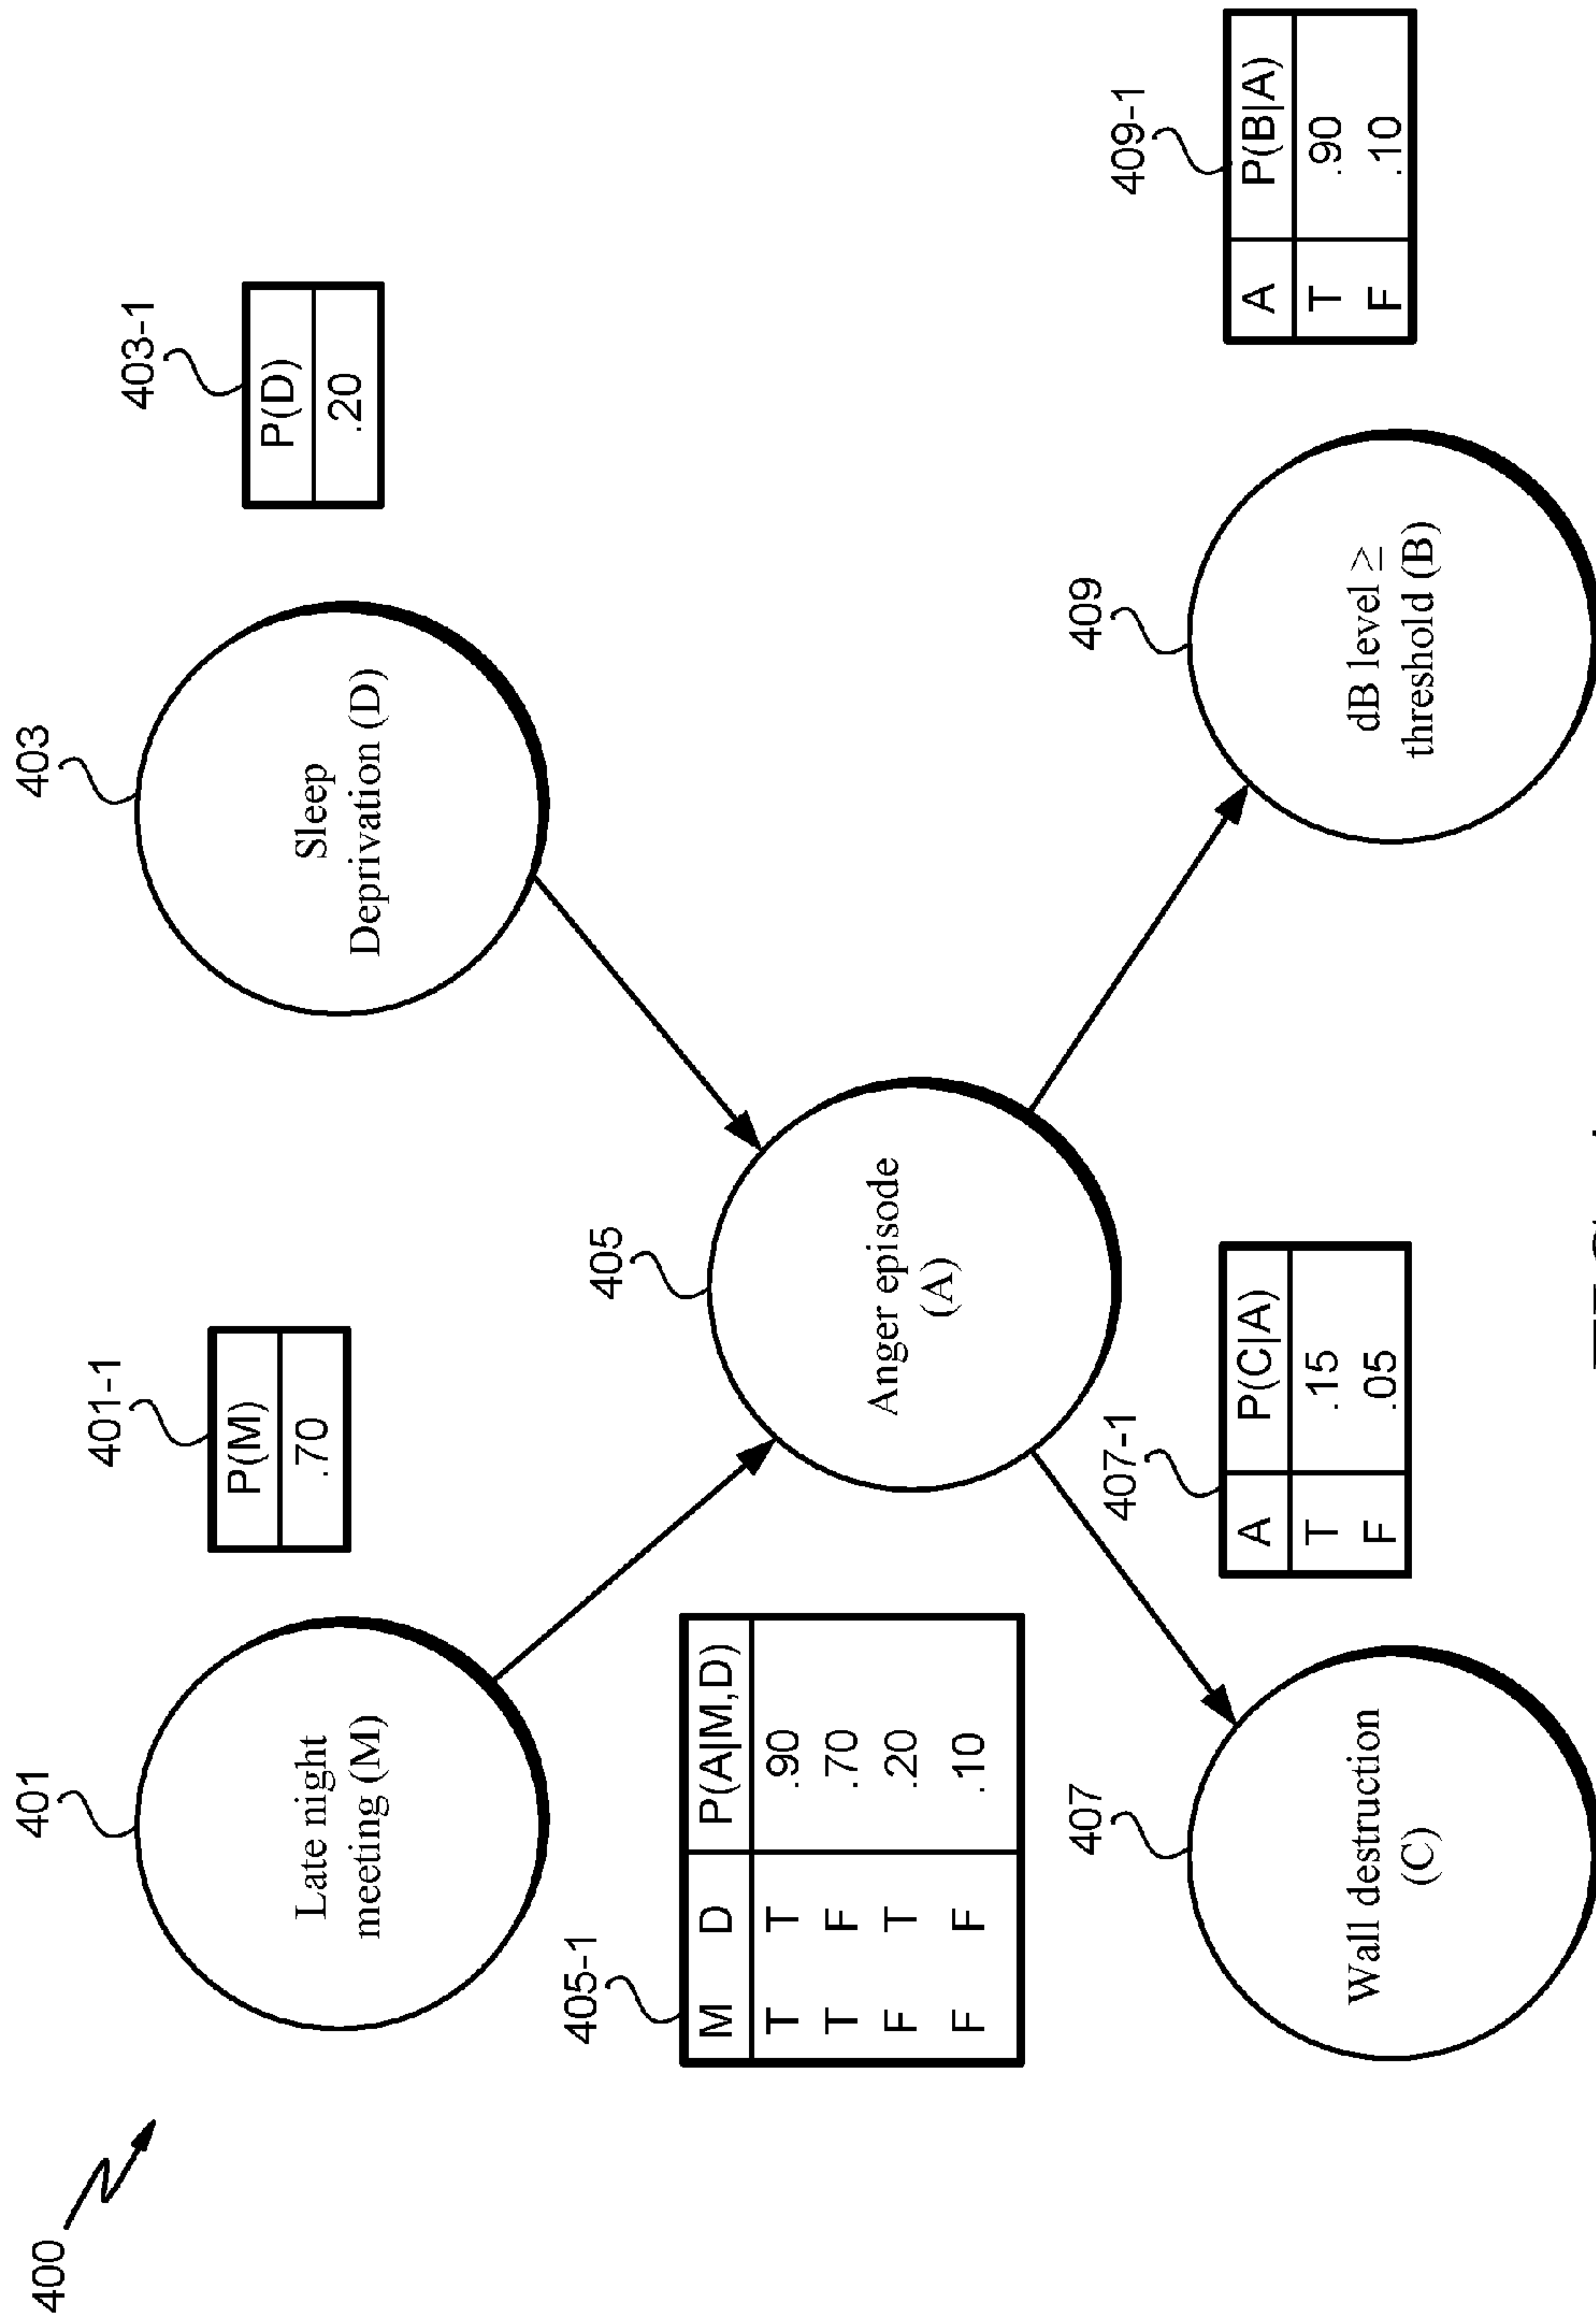 400
401
Late night
meeting (M)
401-1
P(M)
.70
403
Sleep
Deprivation (D)
403-1
P(D)
.20
405-1
M D P(A|M,D)
T T .90
T F .70
F T .20
F F .10
405
Anger episode
(A)
407
Wall destruction
(C)
407-1
A P(C|A)
T .15
F .05
409
dB level ≥
threshold (B)
409-1
A P(B|A)
T .90
F .10